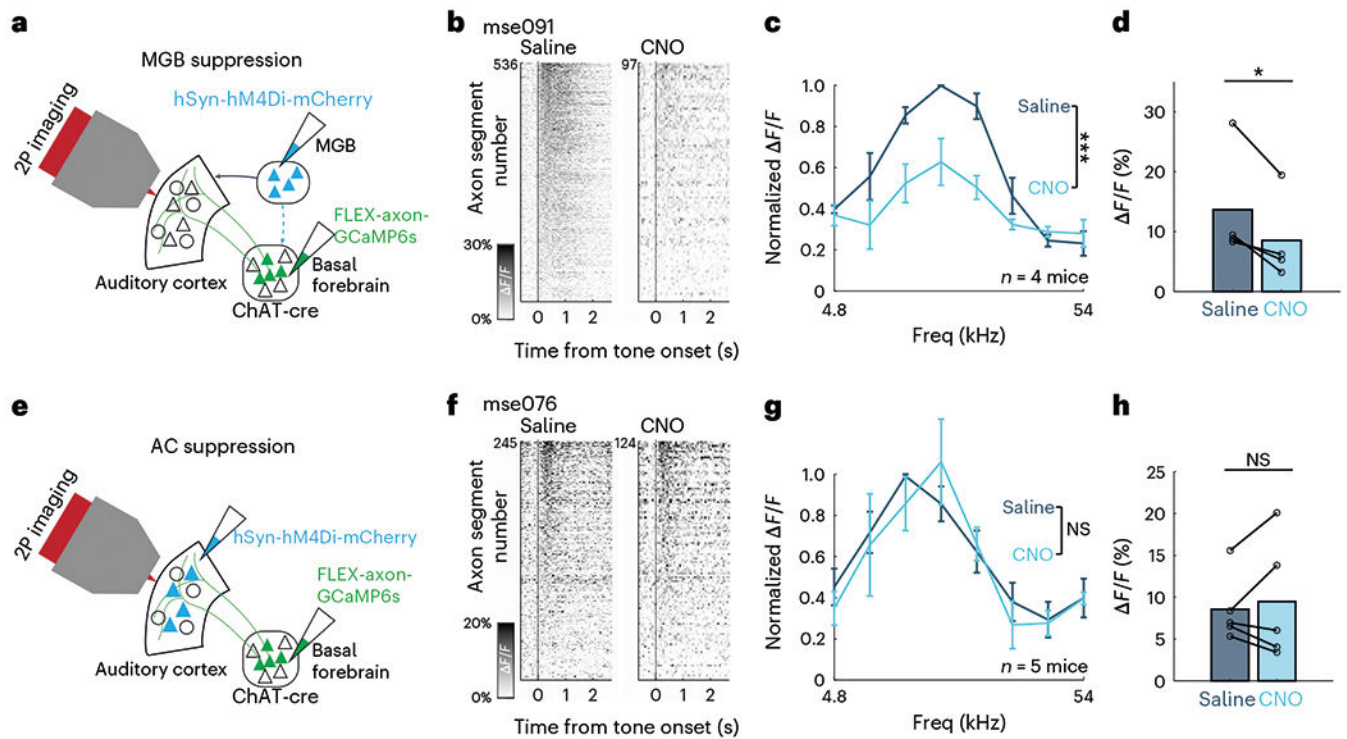 a
MGB suppression
hSyn-hM4Di-mCherry
2P imaging
MGB
FLEX-axon-
GCaMP6s
Auditory cortex
Basal
forebrain
ChAT-cre
b
mse091
Saline
CNO
536
97
Axon segment
number
30%
ΔF/F
0%
0 1 2
0 1 2
Time from tone onset (s)
c
1.0
0.8
0.6
0.4
0.2
0
Normalized ΔF/F
Saline
***
CNO
n = 4 mice
4.8
54
Freq (kHz)
d
*
30
20
10
0
ΔF/F (%)
Saline CNO
e
AC suppression
2P imaging
hSyn-hM4Di-mCherry
FLEX-axon-
GCaMP6s
Auditory cortex
Basal
forebrain
ChAT-cre
f
mse076
Saline
CNO
245
124
Axon segment
number
20%
ΔF/F
0%
0 1 2
0 1 2
Time from tone onset (s)
g
1.0
0.8
0.6
0.4
0.2
0
Normalized ΔF/F
Saline
NS
CNO
n = 5 mice
4.8
54
Freq (kHz)
h
NS
25
20
15
10
5
0
ΔF/F (%)
Saline CNO